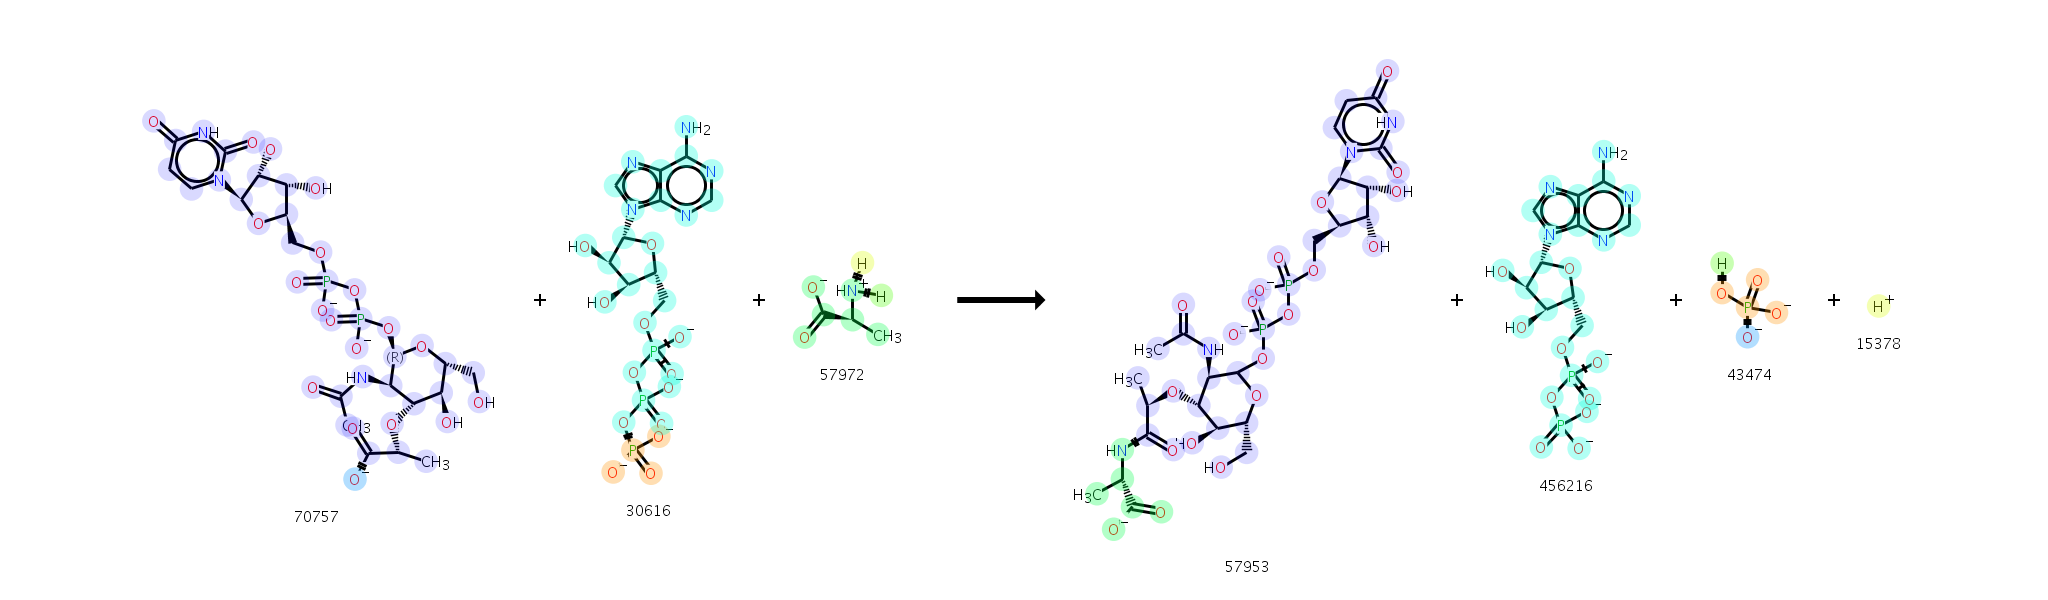 70757
+
30616
+
57972
57953
+
456216
+
43474
+
15378
O NH O N O OH O O P O O⁻ O O P O⁻ O (R) O HN O CH3 O OH OH O O⁻ CH3
NH2 N N N N HO O HO O O⁻ P O O O⁻ P O O⁻ P O⁻ O
H O⁻ HN⁺ H O CH3
O HN N O O OH OH O O P O⁻ O O P O⁻ O O H3C NH H3C O O HO O HN HO H3C O O⁻
NH2 N N N N HO O HO O O⁻ P O O O⁻ P O O⁻
H O O P O⁻ O⁻
H⁺